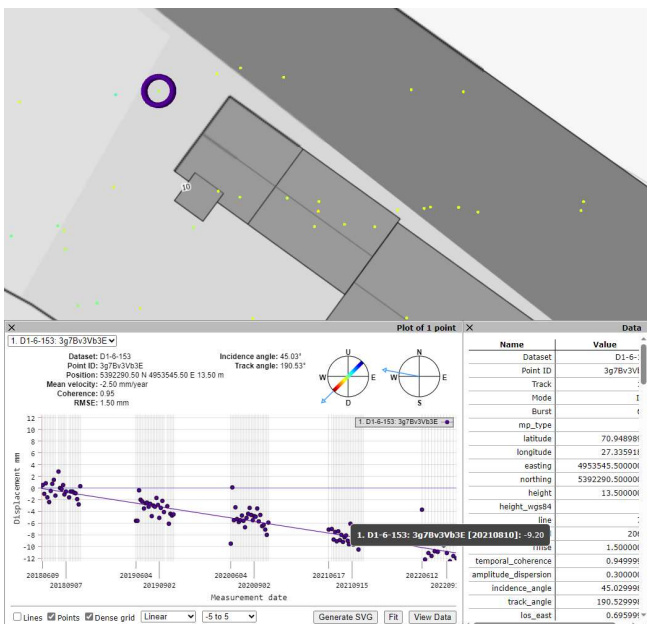 10
Plot of 1 point
Data
1. D1-6-153: 3g7Bv3Vb3E
Dataset: D1-6-153
Point ID: 3g7Bv3Vb3E
Position: 5392290.50 N 4953545.50 E 13.50 m
Mean velocity: -2.50 mm/year
Coherence: 0.95
RMSE: 1.50 mm
Incidence angle: 45.03°
Track angle: 190.53°
U
W E
D
N
W E
S
1. D1-6-153: 3g7Bv3Vb3E
Displacement mm
12
10
8
6
4
2
0
-2
-4
-6
-8
-10
-12
1. D1-6-153: 3g7Bv3Vb3E [20210810]: -9.20
20180609 20190604 20200604 20210617 20220612
20180907 20190902 20200902 20210915
Measurement date
Lines Points Dense grid Linear -5 to 5 Generate SVG Fit View Data
Name Value
Dataset D1-6-
Point ID 3g7Bv3V
Track
Mode
Burst
mp_type
latitude 70.94898
longitude 27.33591
easting 4953545.50000
northing 5392290.50000
height 13.50000
height_wgs84
line
rmse 1.50000
temporal_coherence 0.94999
amplitude_dispersion 0.30000
incidence_angle 45.02999
track_angle 190.52999
los_east 0.69599